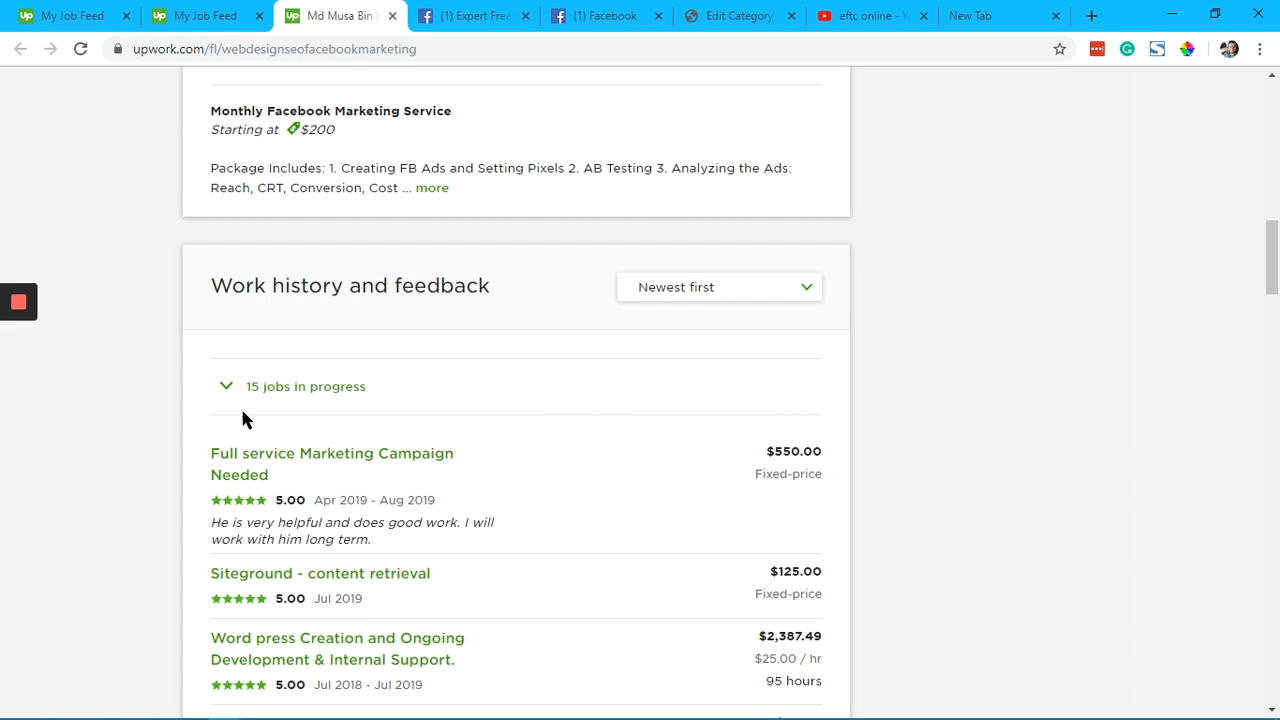 My Job Feed
My Job Feed
Md Musa Bin H
(1) Expert Free
(1) Facebook
Edit Category
eftc online - Yo
New Tab
upwork.com/fl/webdesignseofacebookmarketing
Monthly Facebook Marketing Service
Starting at $200
Package Includes: 1. Creating FB Ads and Setting Pixels 2. AB Testing 3. Analyzing the Ads:
Reach, CRT, Conversion, Cost ... more
Work history and feedback
Newest first
15 jobs in progress
Full service Marketing Campaign
Needed
$550.00
Fixed-price
5.00 Apr 2019 - Aug 2019
He is very helpful and does good work. I will
work with him long term.
Siteground - content retrieval
$125.00
Fixed-price
5.00 Jul 2019
Word press Creation and Ongoing
Development & Internal Support.
$2,387.49
$25.00 / hr
95 hours
5.00 Jul 2018 - Jul 2019